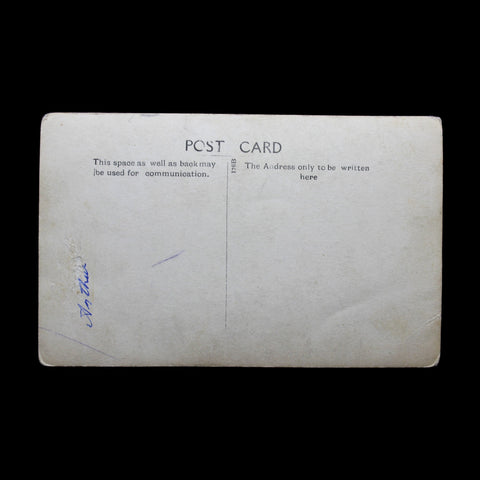 POST CARD
This space as well as back may
be used for communication.
The Address only to be written
here
Arthur